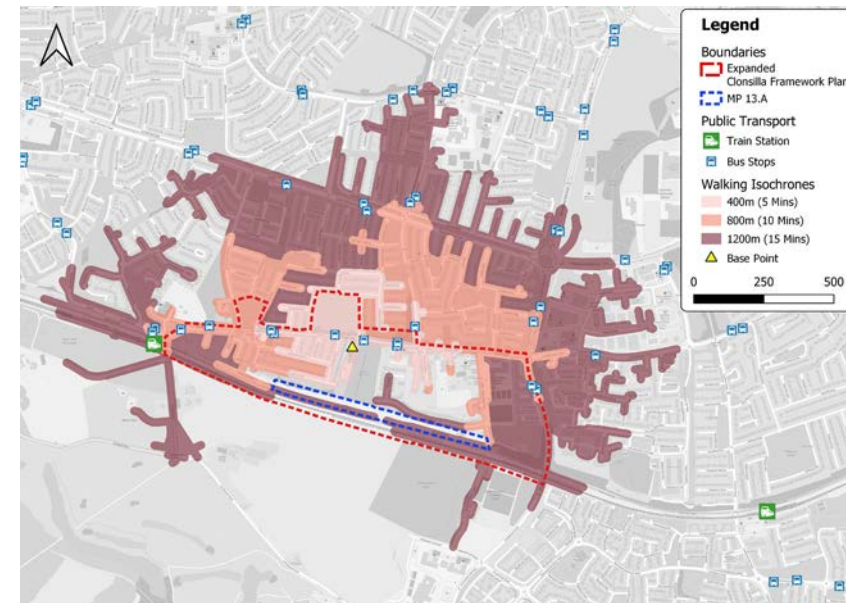 Legend
Boundaries
Expanded
Clonsilla Framework Plan
MP 13.A
Public Transport
Train Station
Bus Stops
Walking Isochrones
400m (5 Mins)
800m (10 Mins)
1200m (15 Mins)
Base Point
0 250 500